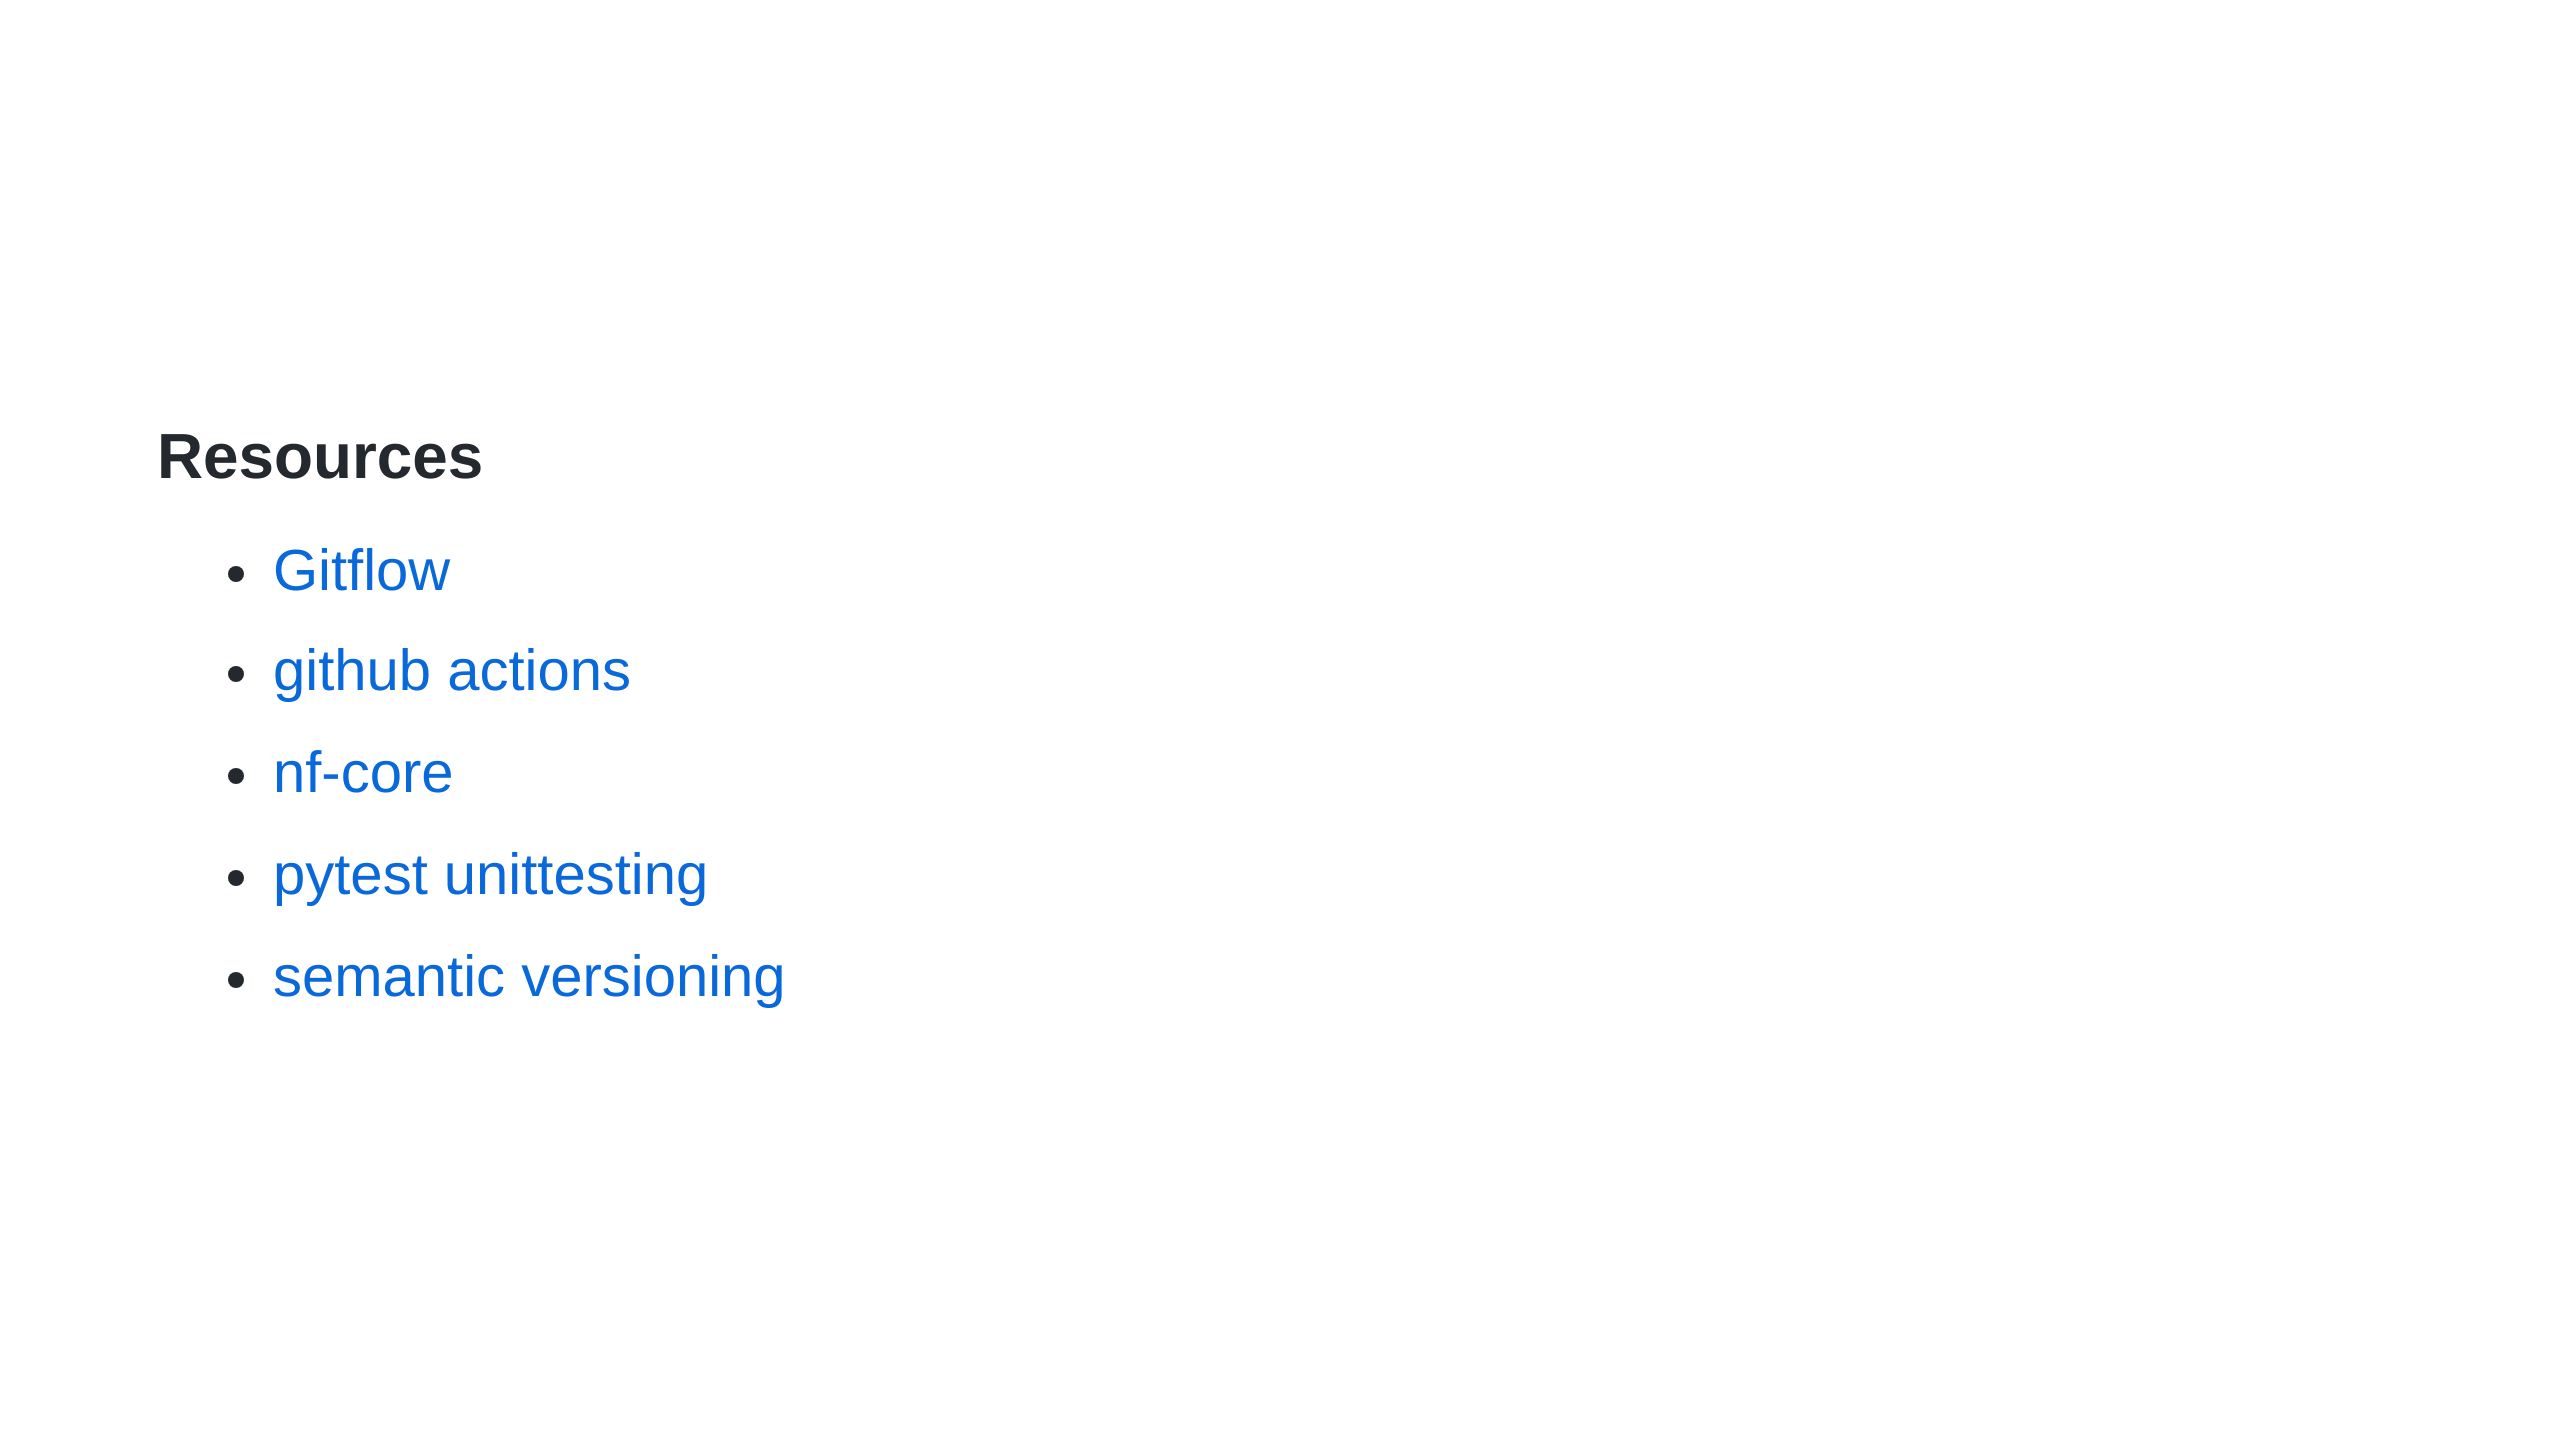 Resources
Gitflow
github actions
nf-core
pytest unittesting
semantic versioning